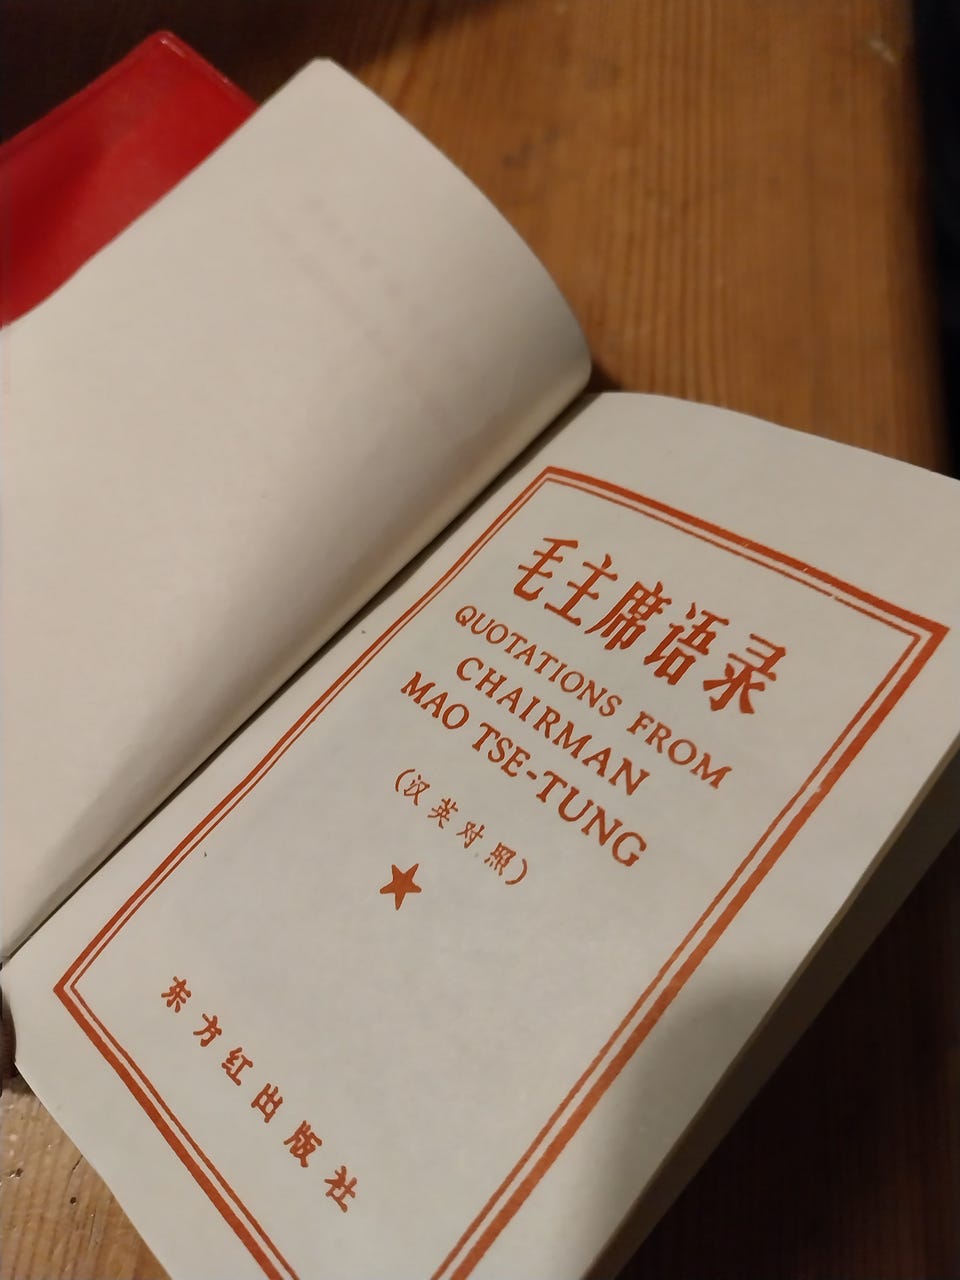 毛主席语录
QUOTATIONS FROM
CHAIRMAN
MAO TSE-TUNG
(汉英对照)
东方红出版社